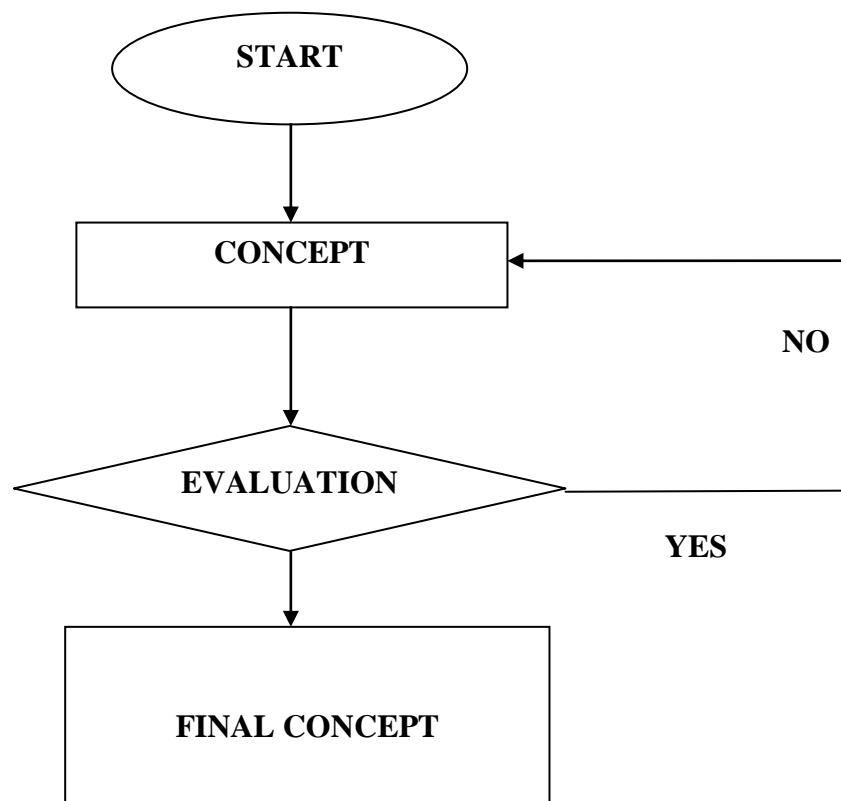 START
CONCEPT
NO
EVALUATION
YES
FINAL CONCEPT